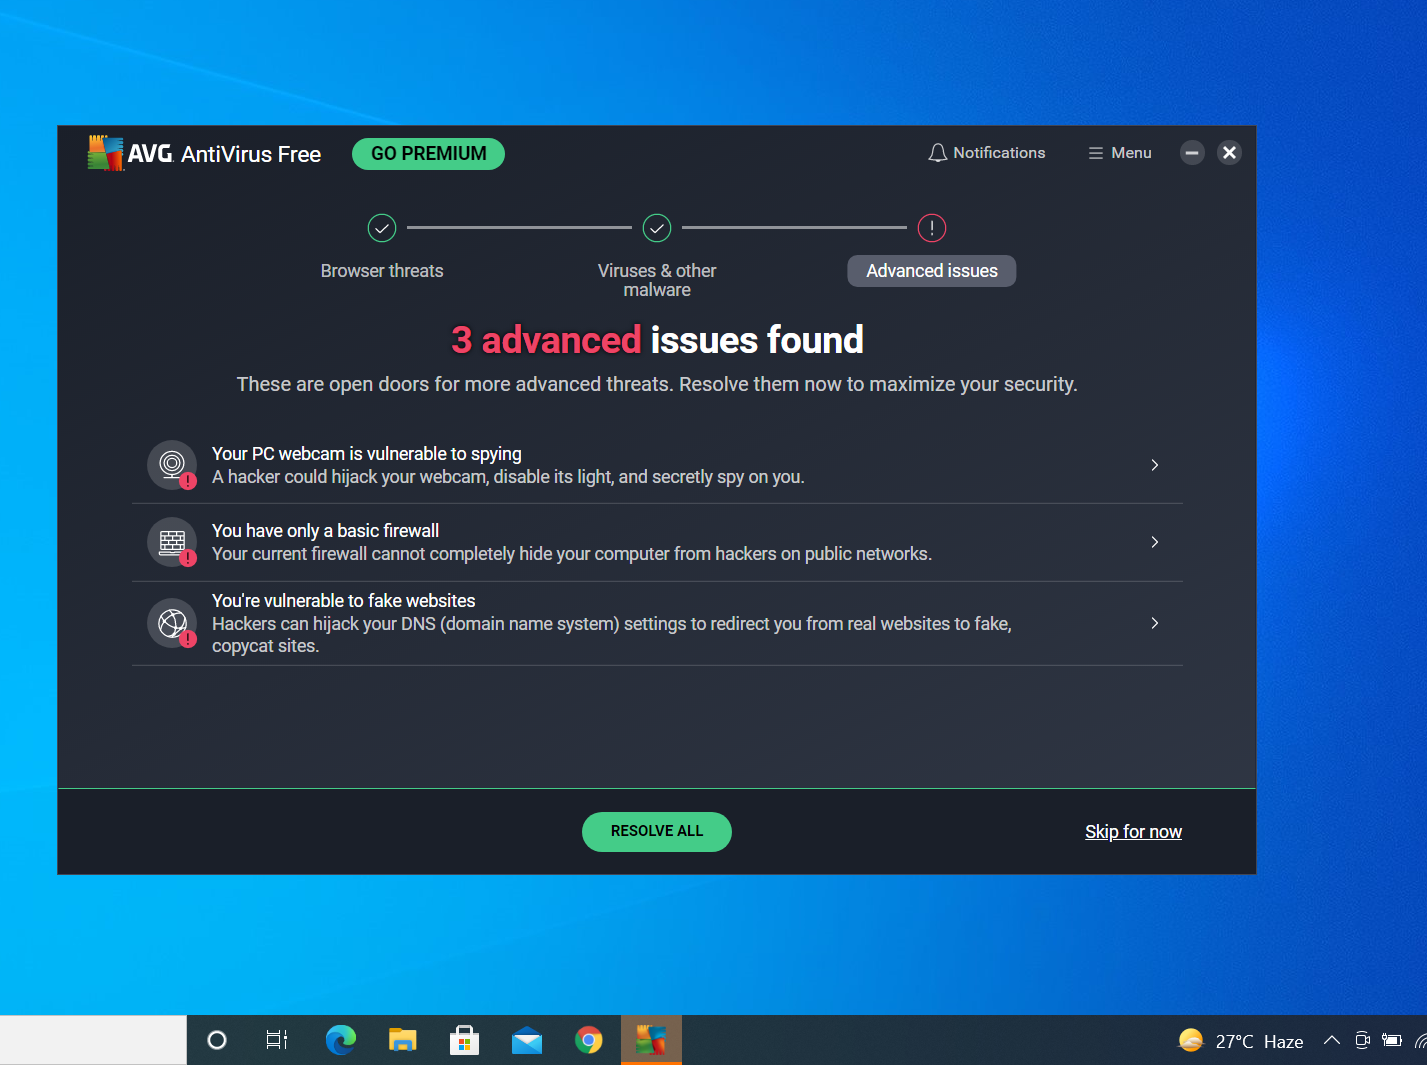 AVG AntiVirus Free
GO PREMIUM
Notifications
Menu
Browser threats
Viruses & other
malware
Advanced issues
3 advanced issues found
These are open doors for more advanced threats. Resolve them now to maximize your security.
Your PC webcam is vulnerable to spying
A hacker could hijack your webcam, disable its light, and secretly spy on you.
You have only a basic firewall
Your current firewall cannot completely hide your computer from hackers on public networks.
You're vulnerable to fake websites
Hackers can hijack your DNS (domain name system) settings to redirect you from real websites to fake,
copycat sites.
RESOLVE ALL
Skip for now
27°C Haze